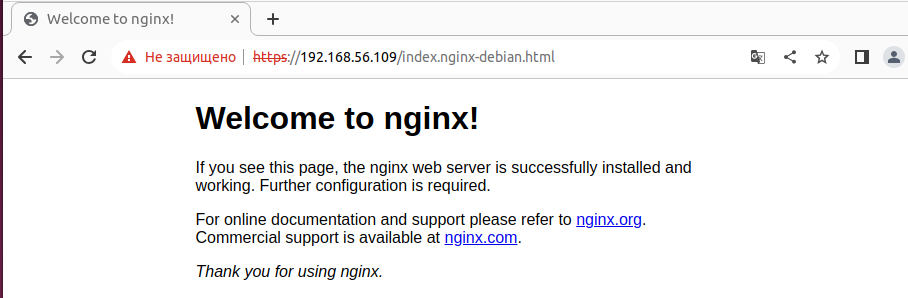 Welcome to nginx!
Не защищено https://192.168.56.109/index.nginx-debian.html
Welcome to nginx!
If you see this page, the nginx web server is successfully installed and
working. Further configuration is required.
For online documentation and support please refer to nginx.org.
Commercial support is available at nginx.com.
Thank you for using nginx.